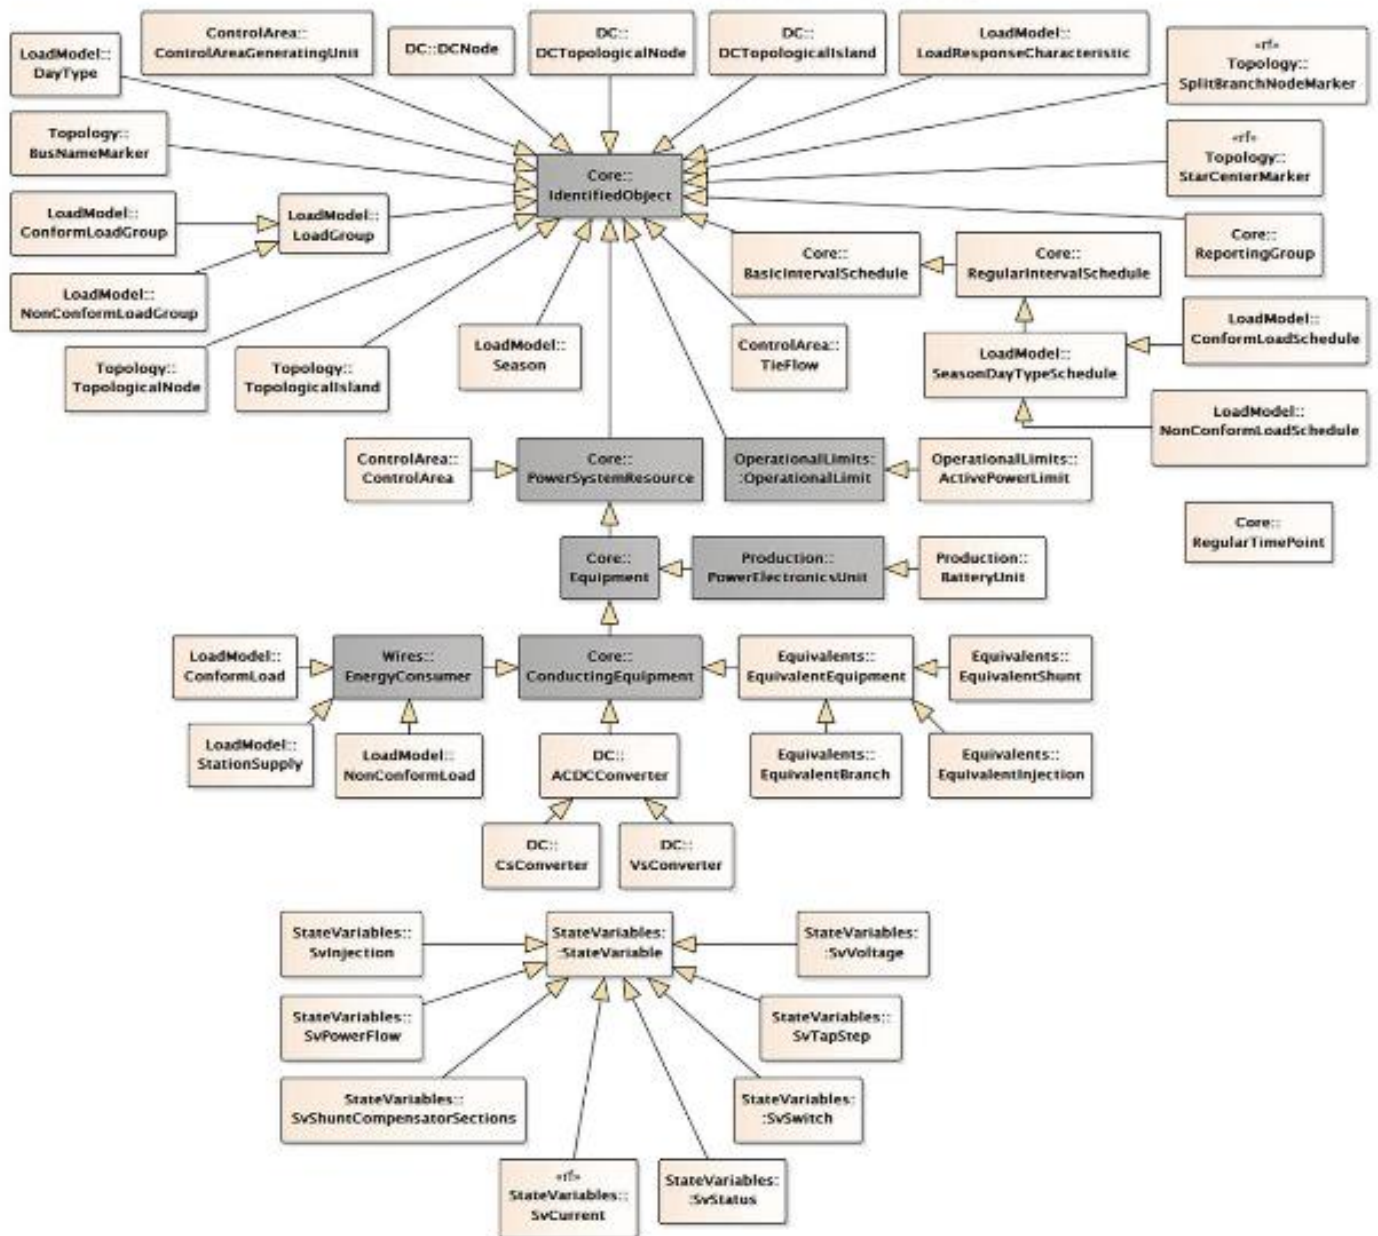 LoadModel::
DayType
ControlArea::
ControlAreaGeneratingUnit
DC::DCNode
DC::
DCTopologicalNode
DC::
DCTopologicalIsland
LoadModel::
LoadResponseCharacteristic
«rf»
Topology::
SplitBranchNodeMarker
Topology::
BusNameMarker
Core::
IdentifiedObject
«rf»
Topology::
StarCenterMarker
LoadModel::
ConformLoadGroup
LoadModel::
LoadGroup
Core::
BasicIntervalSchedule
Core::
RegularIntervalSchedule
Core::
ReportingGroup
LoadModel::
NonConformLoadGroup
Topology::
TopologicalNode
Topology::
TopologicalIsland
LoadModel::
Season
ControlArea::
TieFlow
LoadModel::
SeasonDayTypeSchedule
LoadModel::
ConformLoadSchedule
LoadModel::
NonConformLoadSchedule
ControlArea::
ControlArea
Core::
PowerSystemResource
OperationalLimits:
:OperationalLimit
OperationalLimits::
ActivePowerLimit
Core::
RegularTimePoint
Core::
Equipment
Production::
PowerElectronicsUnit
Production::
BatteryUnit
LoadModel::
ConformLoad
Wires::
EnergyConsumer
Core::
ConductingEquipment
Equivalents::
EquivalentEquipment
Equivalents::
EquivalentShunt
LoadModel::
StationSupply
LoadModel::
NonConformLoad
DC::
ACDCConverter
Equivalents::
EquivalentBranch
Equivalents::
EquivalentInjection
DC::
CsConverter
DC::
VsConverter
StateVariables::
SvInjection
StateVariables:
:StateVariable
StateVariables:
:SvVoltage
StateVariables::
SvPowerFlow
StateVariables::
SvTapStep
StateVariables::
SvShuntCompensatorSections
StateVariables:
:SvSwitch
«rf»
StateVariables::
SvCurrent
StateVariables:
:SvStatus